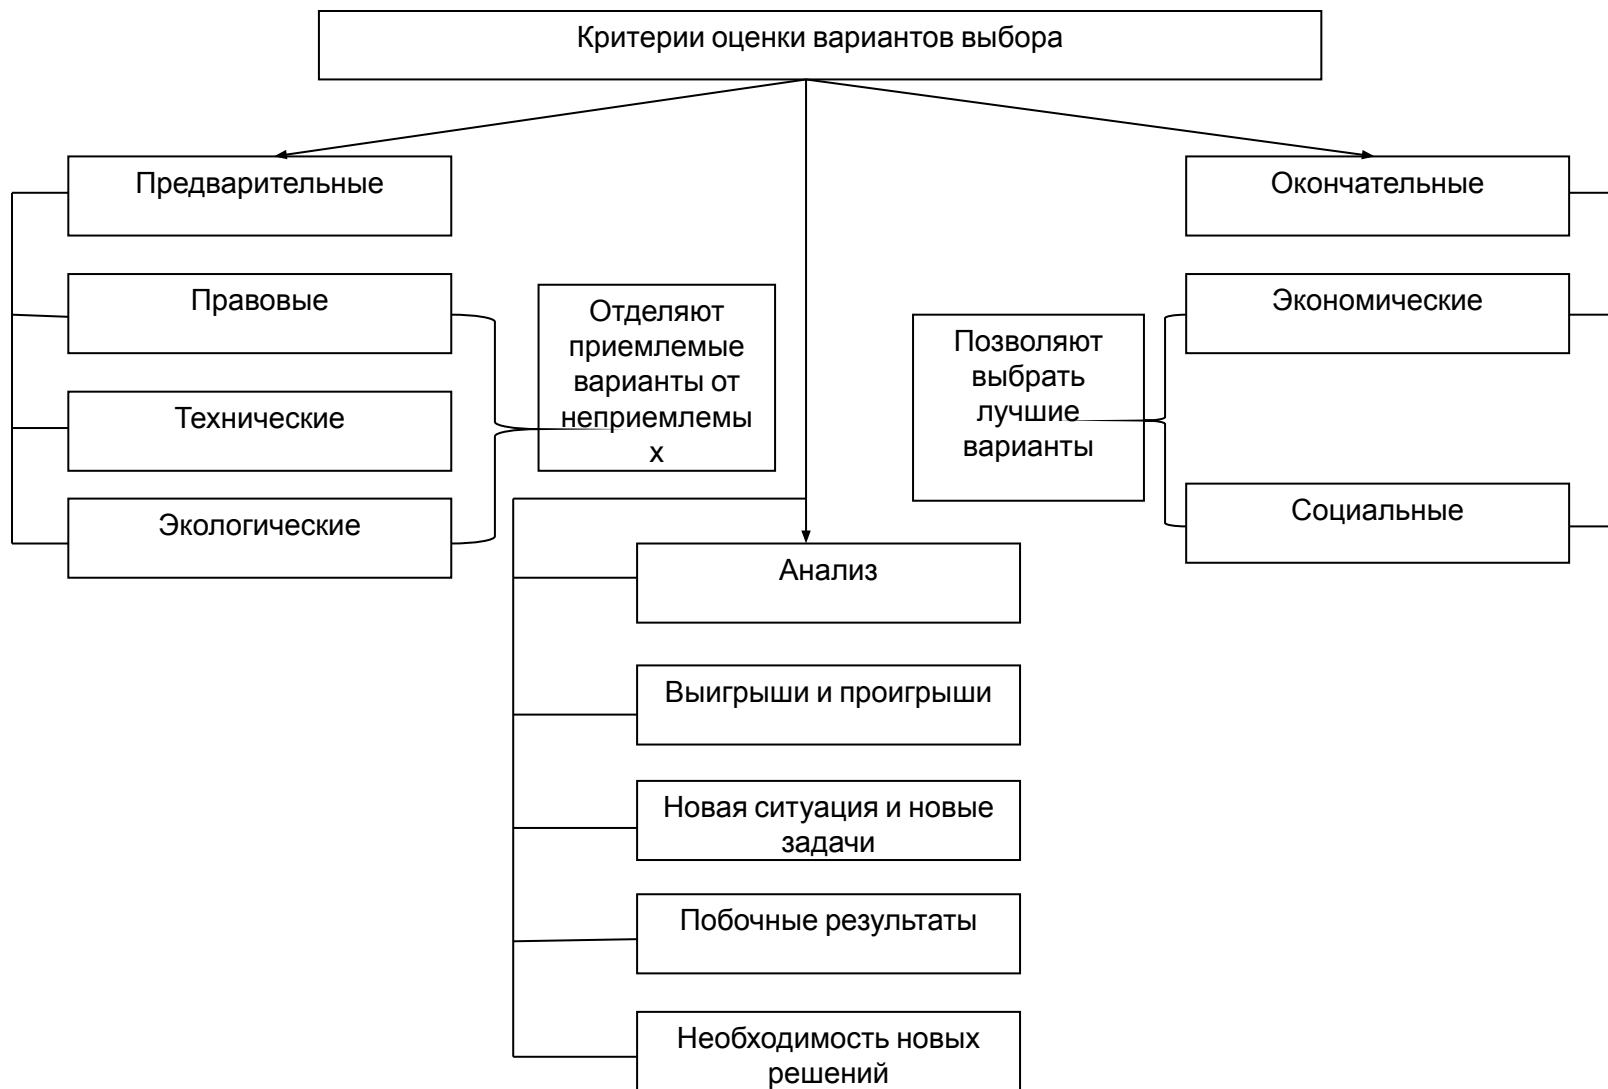 Критерии оценки вариантов выбора
Предварительные
Окончательные
Правовые
Технические
Экологические
Отделяют
приемлемые
варианты от
неприемлемы
х
Позволяют
выбрать
лучшие
варианты
Экономические
Социальные
Анализ
Выигрыши и проигрыши
Новая ситуация и новые
задачи
Побочные результаты
Необходимость новых
решений